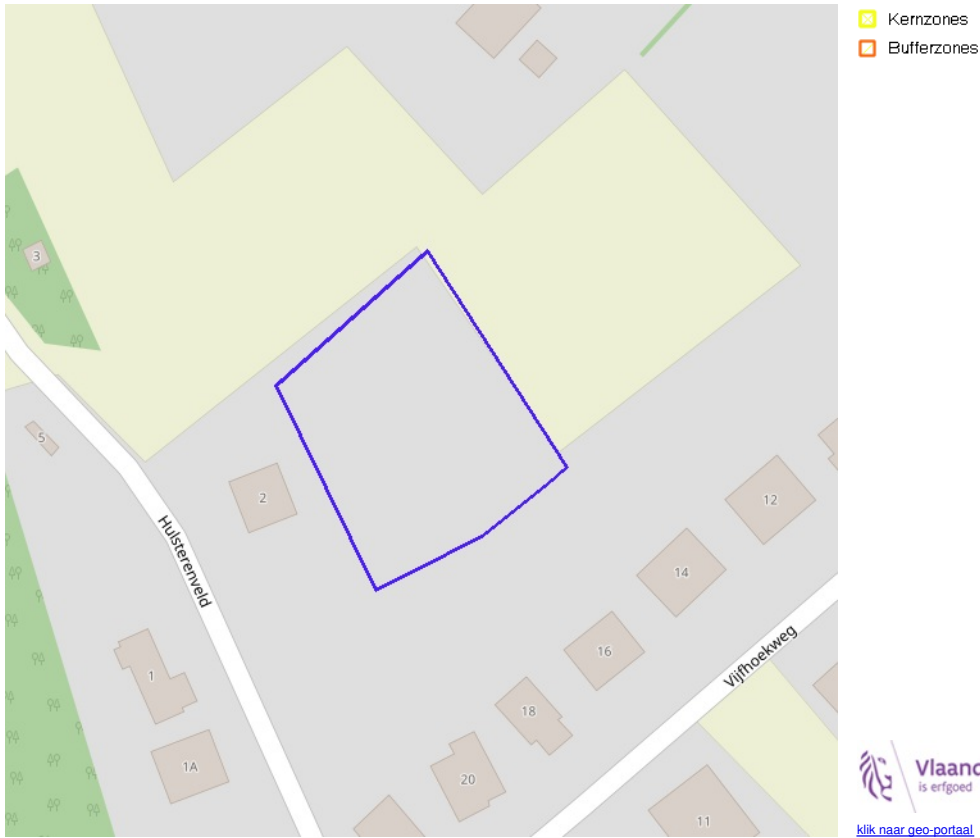 Kernzones
Bufferzones
3
5
2
12
Hulsterenveld
14
16
Vijfhoekweg
1
18
1A
20
11
Vlaand
is erfgoed
klik naar geo-portaal